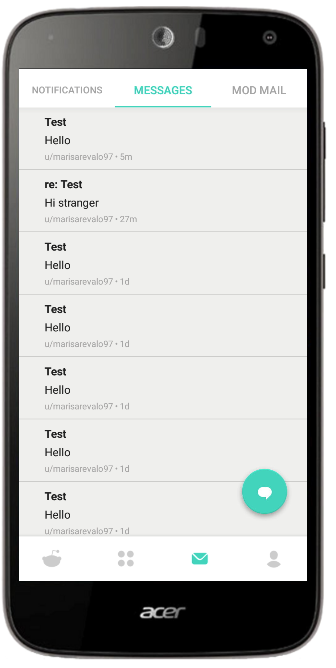 NOTIFICATIONS MESSAGES MOD MAIL
Test
Hello
u/marisarevalo97 • 5m
re: Test
Hi stranger
u/marisarevalo97 • 27m
Test
Hello
u/marisarevalo97 • 1d
Test
Hello
u/marisarevalo97 • 1d
Test
Hello
u/marisarevalo97 • 1d
Test
Hello
u/marisarevalo97 • 1d
Test
Hello
u/marisarevalo97 • 1d
acer